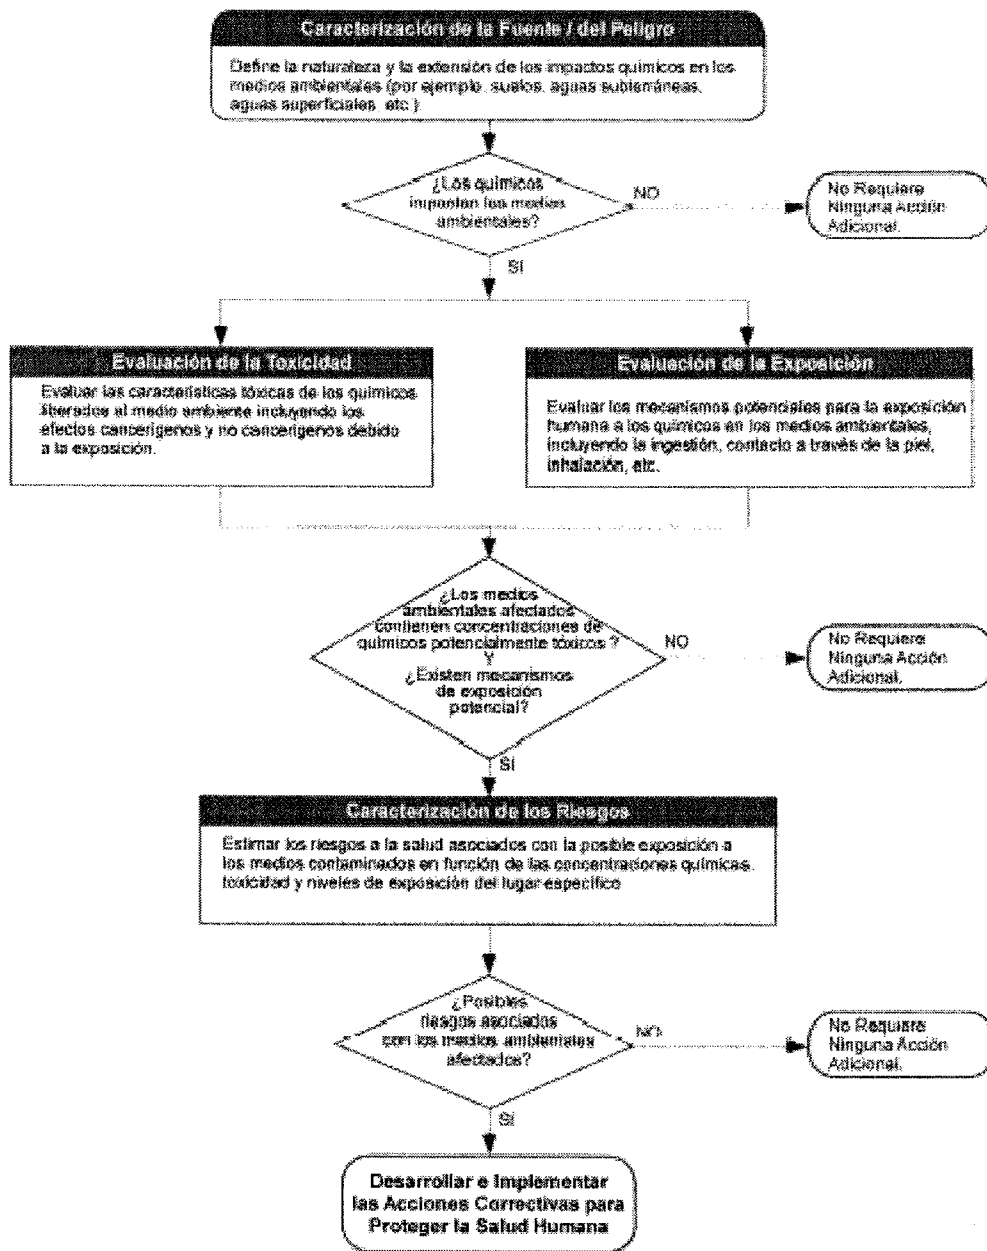 Caracterización de la Fuente / del Peligro
Define la naturaleza y la extensión de los impactos químicos en los
medios ambientales (por ejemplo, suelos, aguas subterráneas,
aguas superficiales, etc.)
¿Los químicos
impactan los medios
ambientales?
NO
No Requiere
Ninguna Acción
Adicional.
SÍ
Evaluación de la Toxicidad
Evaluar las características tóxicas de los químicos
liberados al medio ambiente incluyendo los
efectos cancerígenos y no cancerígenos debido
a la exposición.
Evaluación de la Exposición
Evaluar los mecanismos potenciales para la exposición
humana a los químicos en los medios ambientales,
incluyendo la ingestión, contacto a través de la piel,
inhalación, etc.
¿Los medios
ambientales afectados
contienen concentraciones de
químicos potencialmente tóxicos ?
Y
¿Existen mecanismos
de exposición
potencial?
NO
No Requiere
Ninguna Acción
Adicional.
SÍ
Caracterización de los Riesgos
Estimar los riesgos a la salud asociados con la posible exposición a
los medios contaminados en función de las concentraciones químicas,
toxicidad y niveles de exposición del lugar específico
¿Posibles
riesgos asociados
con los medios ambientales
afectados?
NO
No Requiere
Ninguna Acción
Adicional.
SÍ
Desarrollar e Implementar
las Acciones Correctivas para
Proteger la Salud Humana